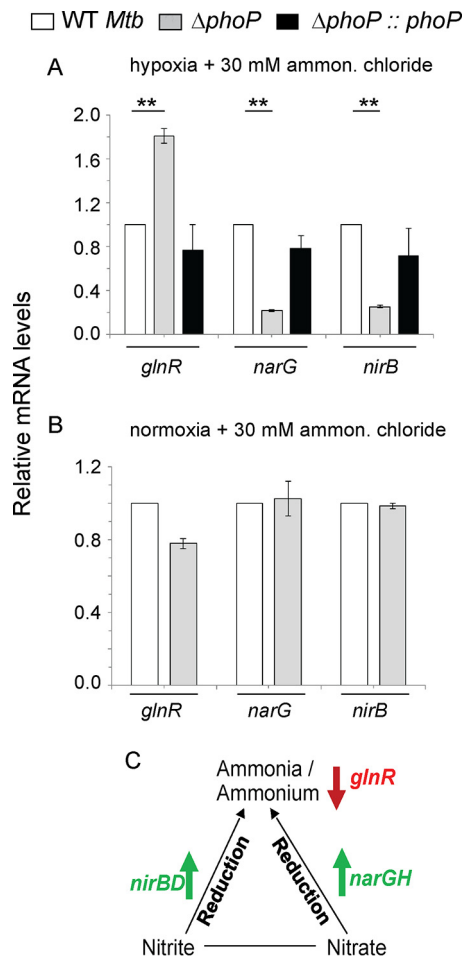 WT Mtb ΔphoP ΔphoP :: phoP
A
hypoxia + 30 mM ammon. chloride
** ** **
2.0
1.6
1.2
0.8
0.4
0.0
glnR narG nirB
Relative mRNA levels
B
normoxia + 30 mM ammon. chloride
1.2
0.8
0.4
0.0
glnR narG nirB
C
Ammonia /
Ammonium
glnR
nirBD
Reduction
Reduction
narGH
Nitrite
Nitrate